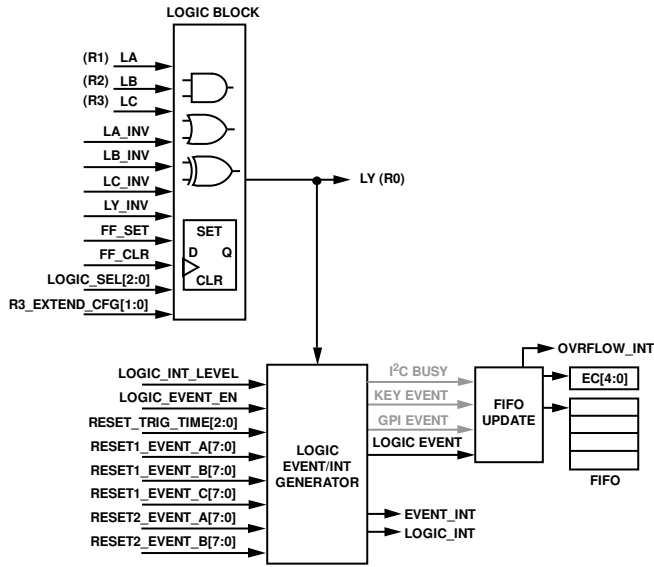 LOGIC BLOCK
(R1) LA
(R2) LB
(R3) LC
LA_INV
LB_INV
LC_INV
LY_INV
FF_SET
FF_CLR
LOGIC_SEL[2:0]
R3_EXTEND_CFG[1:0]
SET
D Q
CLR
LY (R0)
LOGIC_INT_LEVEL
LOGIC_EVENT_EN
RESET_TRIG_TIME[2:0]
RESET1_EVENT_A[7:0]
RESET1_EVENT_B[7:0]
RESET1_EVENT_C[7:0]
RESET2_EVENT_A[7:0]
RESET2_EVENT_B[7:0]
LOGIC
EVENT/INT
GENERATOR
I²C BUSY
KEY EVENT
GPI EVENT
LOGIC EVENT
EVENT_INT
LOGIC_INT
FIFO
UPDATE
OVRFLOW_INT
EC[4:0]
FIFO